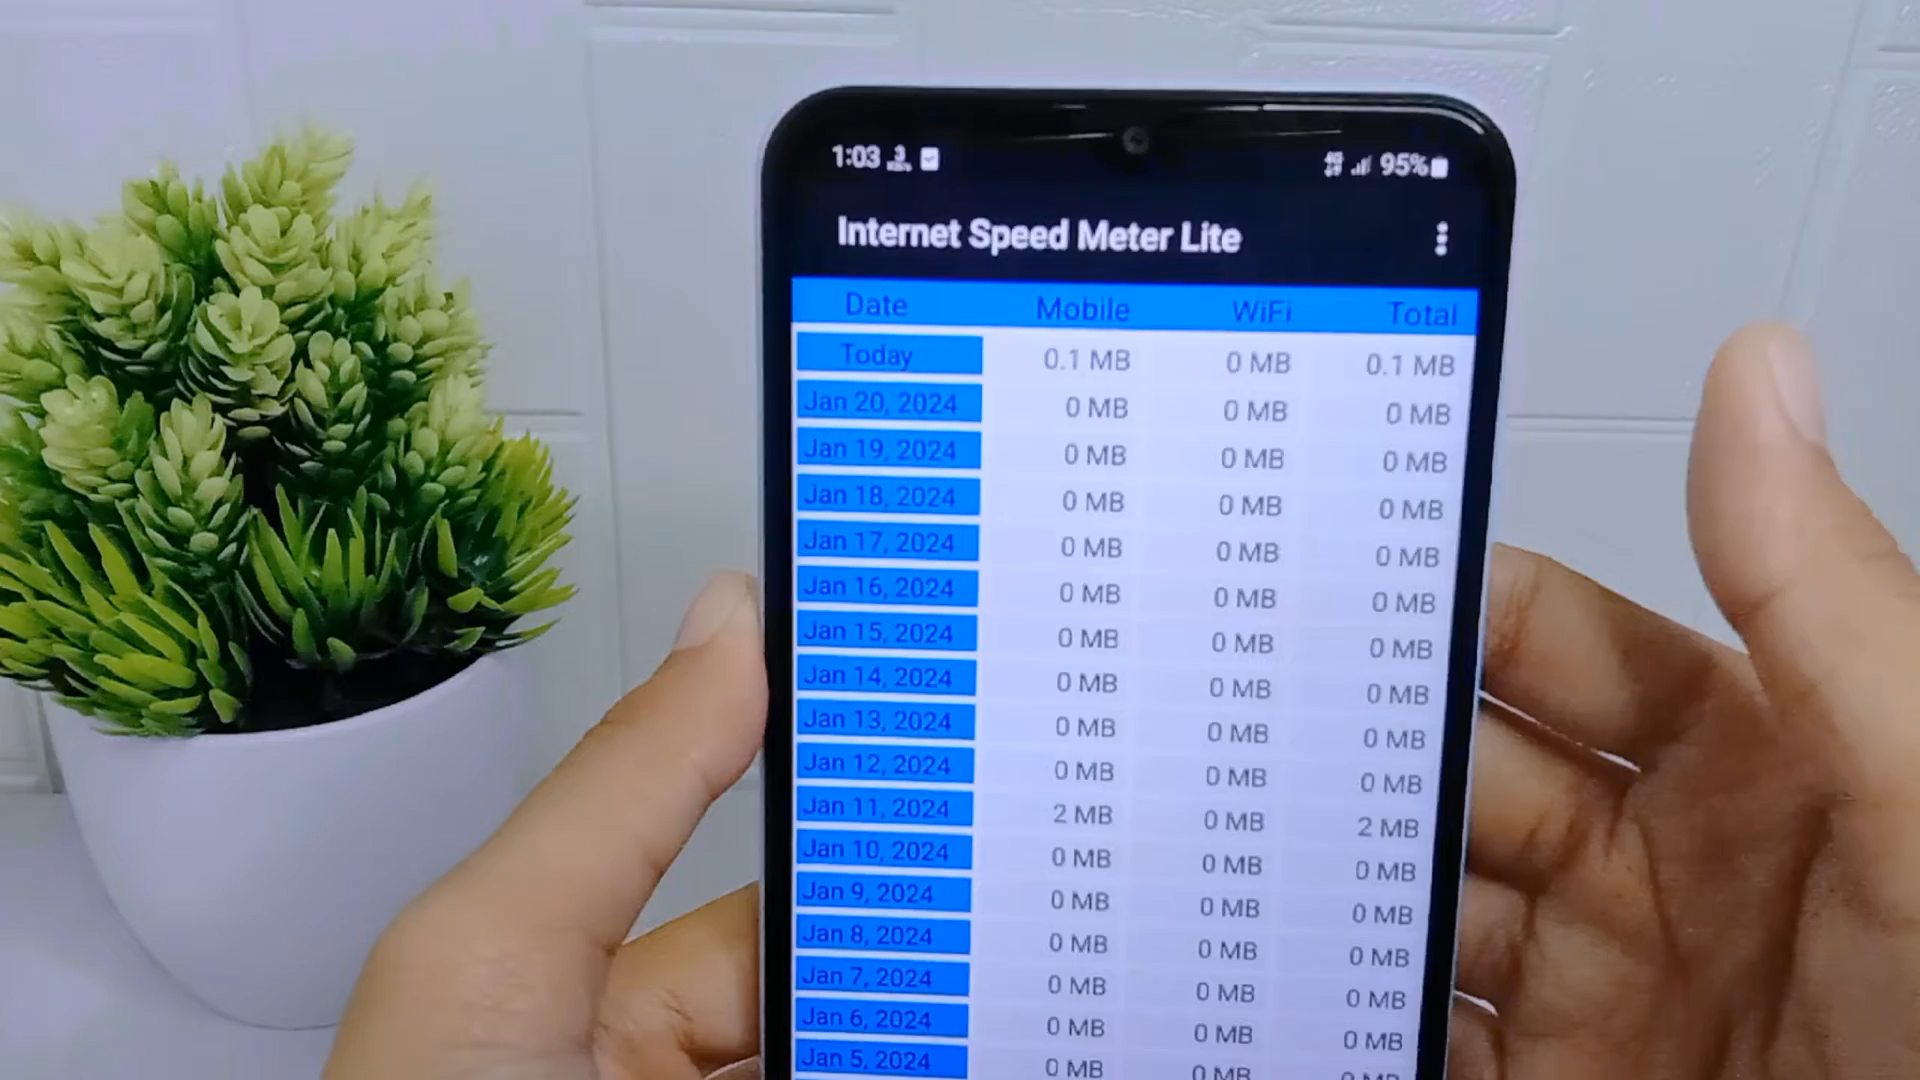 1:03 3 95%
Internet Speed Meter Lite
Date Mobile WiFi Total
Today 0.1 MB 0 MB 0.1 MB
Jan 20, 2024 0 MB 0 MB 0 MB
Jan 19, 2024 0 MB 0 MB 0 MB
Jan 18, 2024 0 MB 0 MB 0 MB
Jan 17, 2024 0 MB 0 MB 0 MB
Jan 16, 2024 0 MB 0 MB 0 MB
Jan 15, 2024 0 MB 0 MB 0 MB
Jan 14, 2024 0 MB 0 MB 0 MB
Jan 13, 2024 0 MB 0 MB 0 MB
Jan 12, 2024 0 MB 0 MB 0 MB
Jan 11, 2024 2 MB 0 MB 2 MB
Jan 10, 2024 0 MB 0 MB 0 MB
Jan 9, 2024 0 MB 0 MB 0 MB
Jan 8, 2024 0 MB 0 MB 0 MB
Jan 7, 2024 0 MB 0 MB 0 MB
Jan 6, 2024 0 MB 0 MB 0 MB
Jan 5, 2024 0 MB 0 MB 0 MB